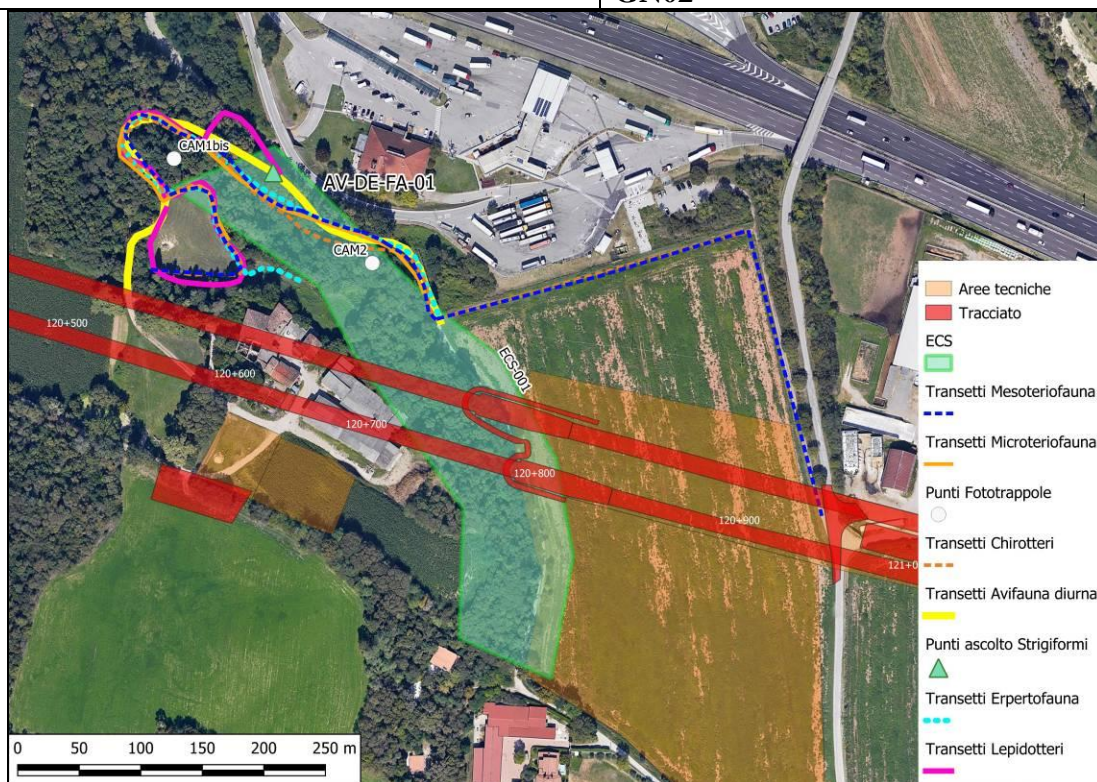 GN02
CAM1bis
AV-DE-FA-01
CAM2
ECS-001
120+500
120+600
120+700
120+800
120+900
121+0
Aree tecniche
Tracciato
ECS
Transetti Mesoteriofauna
Transetti Microteriofauna
Punti Fototrappole
Transetti Chirotteri
Transetti Avifauna diurna
Punti ascolto Strigiformi
Transetti Erpertofauna
Transetti Lepidotteri
0 50 100 150 200 250 m